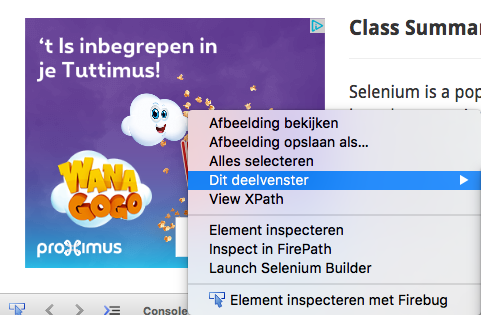 't Is inbegrepen in
je Tuttimus!
WANA
GOGO
proximus
Class Summa
Selenium is a pop
Afbeelding bekijken
Afbeelding opslaan als...
Alles selecteren
Dit deelvenster
View XPath
Element inspecteren
Inspect in FirePath
Launch Selenium Builder
Element inspecteren met Firebug
Console